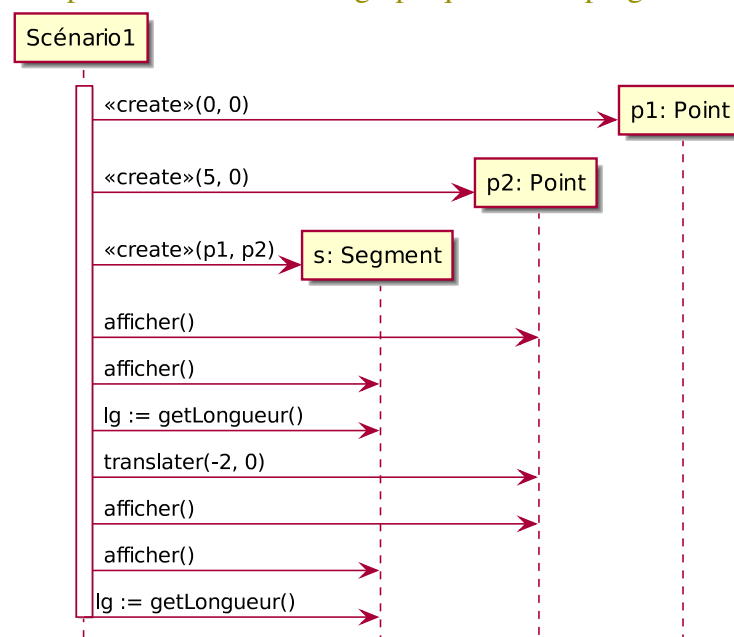 Scénario1
«create»(0, 0)
p1: Point
«create»(5, 0)
p2: Point
«create»(p1, p2)
s: Segment
afficher()
afficher()
lg := getLongueur()
translater(-2, 0)
afficher()
afficher()
lg := getLongueur()